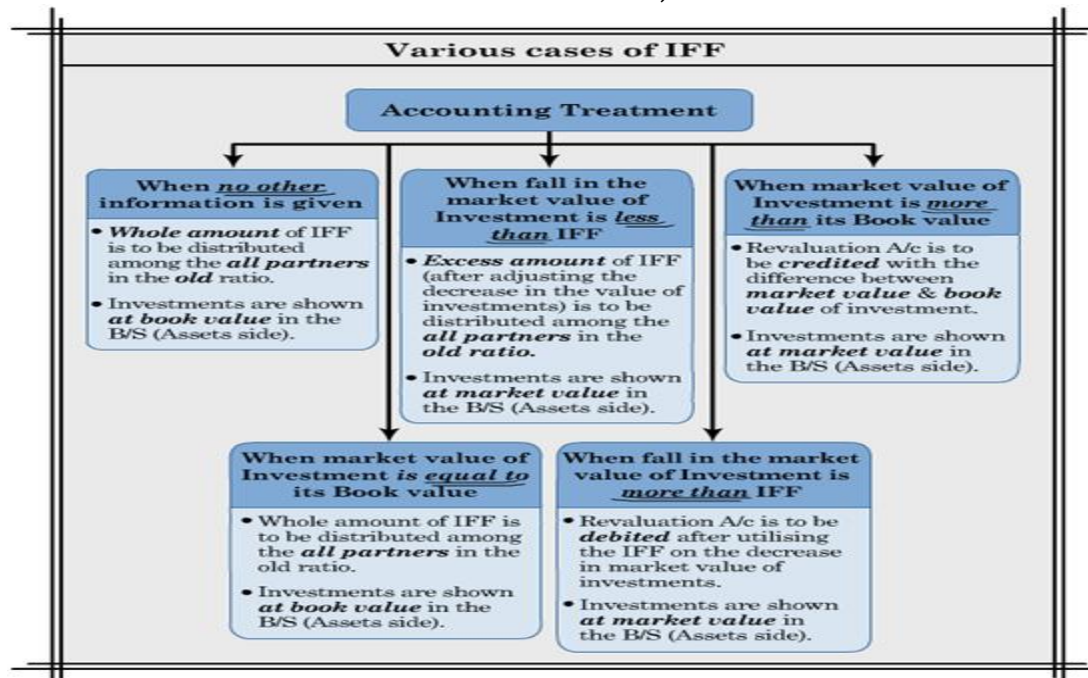 Various cases of IFF
Accounting Treatment
When no other
information is given
• Whole amount of IFF
is to be distributed
among the all partners
in the old ratio.
• Investments are shown
at book value in the
B/S (Assets side).
When fall in the
market value of
Investment is less
than IFF
• Excess amount of IFF
(after adjusting the
decrease in the value of
investments) is to be
distributed among the
all partners in the
old ratio.
• Investments are shown
at market value in
the B/S (Assets side).
When market value of
Investment is more
than its Book value
• Revaluation A/c is to
be credited with the
difference between
market value & book
value of investment.
• Investments are shown
at market value in
the B/S (Assets side).
When market value of
Investment is equal to
its Book value
• Whole amount of IFF is
to be distributed among
the all partners in the
old ratio.
• Investments are shown
at book value in the
B/S (Assets side).
When fall in the market
value of Investment is
more than IFF
• Revaluation A/c is to be
debited after utilising
the IFF on the decrease
in market value of
investments.
• Investments are shown
at market value in
the B/S (Assets side).